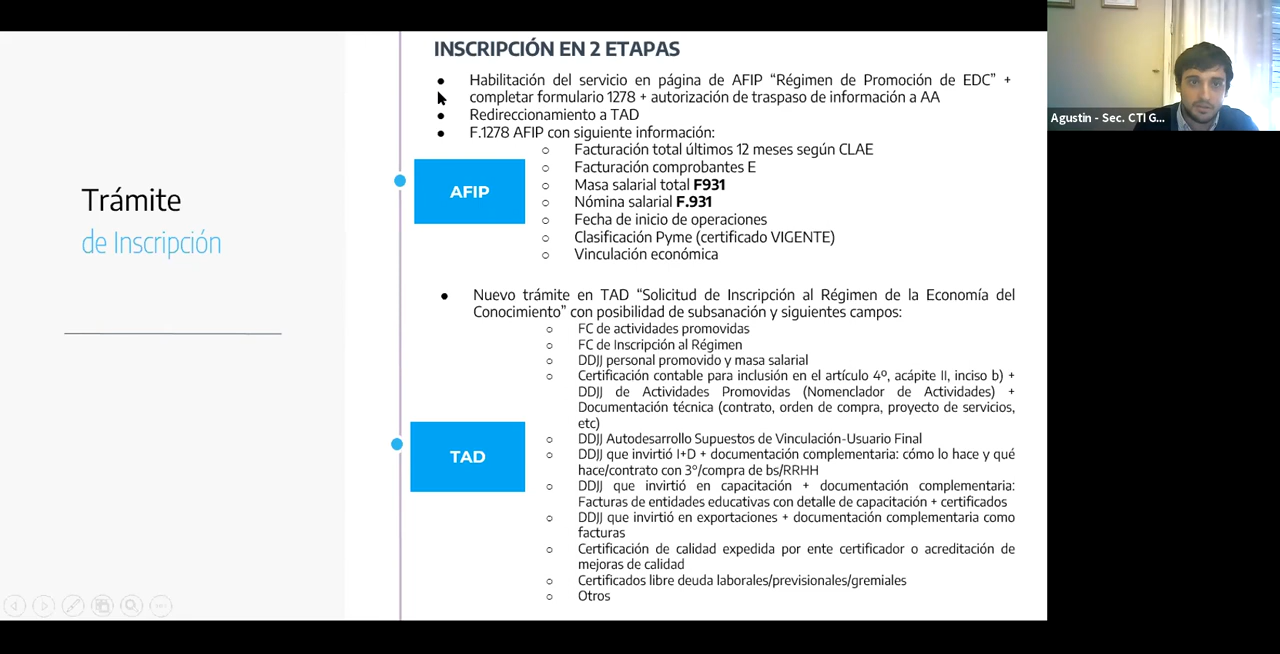 Trámite
de Inscripción
INSCRIPCIÓN EN 2 ETAPAS
● Habilitación del servicio en página de AFIP “Régimen de Promoción de EDC” +
● completar formulario 1278 + autorización de traspaso de información a AA
● Redireccionamiento a TAD
● F.1278 AFIP con siguiente información:
○ Facturación total últimos 12 meses según CLAE
○ Facturación comprobantes E
○ Masa salarial total F931
○ Nómina salarial F.931
○ Fecha de inicio de operaciones
○ Clasificación Pyme (certificado VIGENTE)
○ Vinculación económica
AFIP
● Nuevo trámite en TAD “Solicitud de Inscripción al Régimen de la Economía del
Conocimiento” con posibilidad de subsanación y siguientes campos:
○ FC de actividades promovidas
○ FC de Inscripción al Régimen
○ DDJJ personal promovido y masa salarial
○ Certificación contable para inclusión en el artículo 4º, acápite II, inciso b) +
DDJJ de Actividades Promovidas (Nomenclador de Actividades) +
Documentación técnica (contrato, orden de compra, proyecto de servicios,
etc)
○ DDJJ Autodesarrollo Supuestos de Vinculación-Usuario Final
○ DDJJ que invirtió I+D + documentación complementaria: cómo lo hace y qué
hace/contrato con 3°/compra de bs/RRHH
○ DDJJ que invirtió en capacitación + documentación complementaria:
Facturas de entidades educativas con detalle de capacitación + certificados
○ DDJJ que invirtió en exportaciones + documentación complementaria como
facturas
○ Certificación de calidad expedida por ente certificador o acreditación de
mejoras de calidad
○ Certificados libre deuda laborales/previsionales/gremiales
○ Otros
TAD
Agustin - Sec. CTI G...